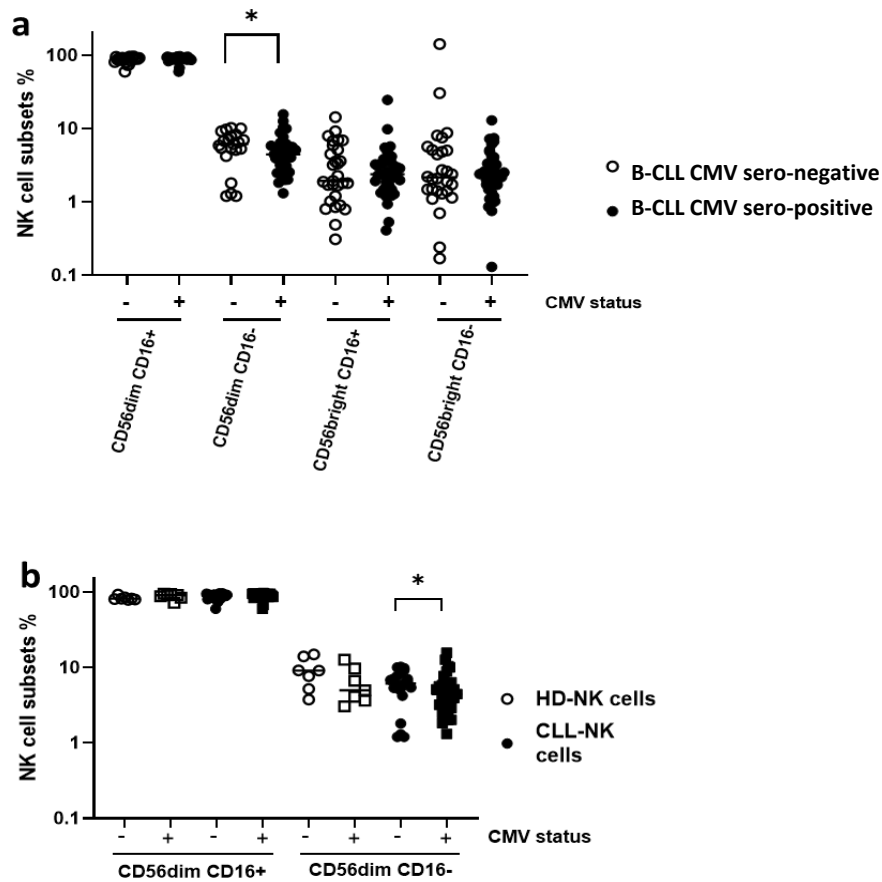 a
*
100
10
1
0.1
NK cell subsets %
- + - + - + - +
CMV status
CD56dim CD16+
CD56dim CD16-
CD56bright CD16+
CD56bright CD16-
B-CLL CMV sero-negative
B-CLL CMV sero-positive
b
*
100
10
1
0.1
NK cell subsets %
- + - + - + - +
CMV status
CD56dim CD16+
CD56dim CD16-
HD-NK cells
CLL-NK
cells